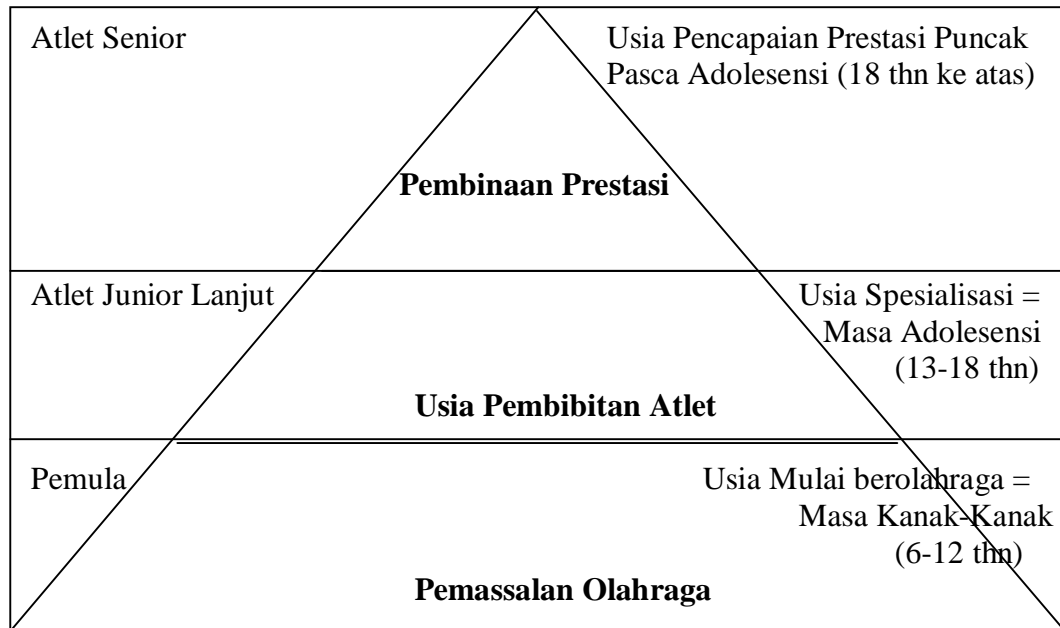 Atlet Senior
Usia Pencapaian Prestasi Puncak
Pasca Adolesensi (18 thn ke atas)
Pembinaan Prestasi
Atlet Junior Lanjut
Usia Spesialisasi =
Masa Adolesensi
(13-18 thn)
Usia Pembibitan Atlet
Pemula
Usia Mulai berolahraga =
Masa Kanak-Kanak
(6-12 thn)
Pemassalan Olahraga